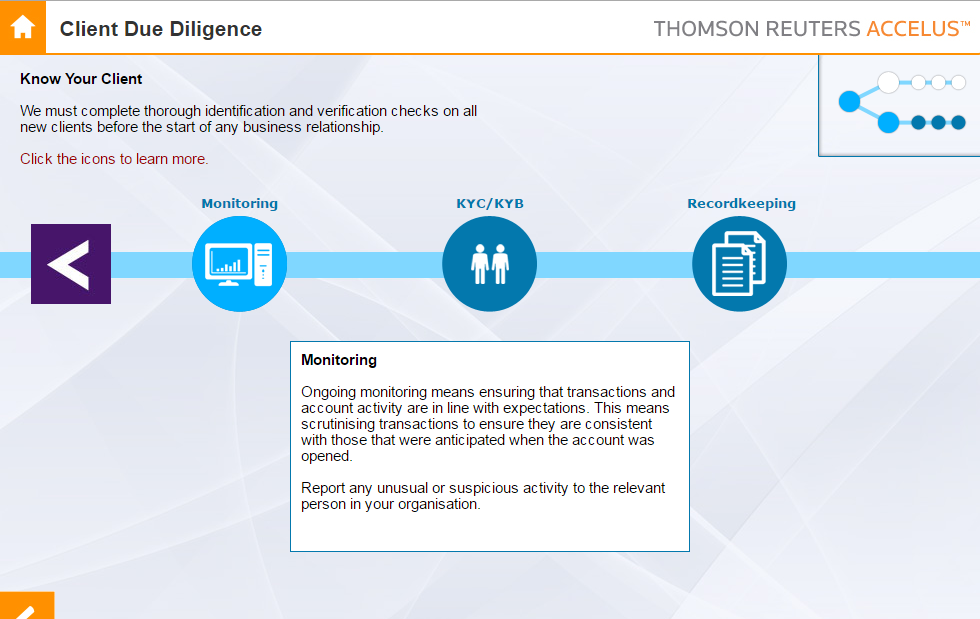 Client Due Diligence
THOMSON REUTERS ACCELUS™
Know Your Client
We must complete thorough identification and verification checks on all
new clients before the start of any business relationship.
Click the icons to learn more.
Monitoring
KYC/KYB
Recordkeeping
Monitoring
Ongoing monitoring means ensuring that transactions and
account activity are in line with expectations. This means
scrutinising transactions to ensure they are consistent
with those that were anticipated when the account was
opened.
Report any unusual or suspicious activity to the relevant
person in your organisation.